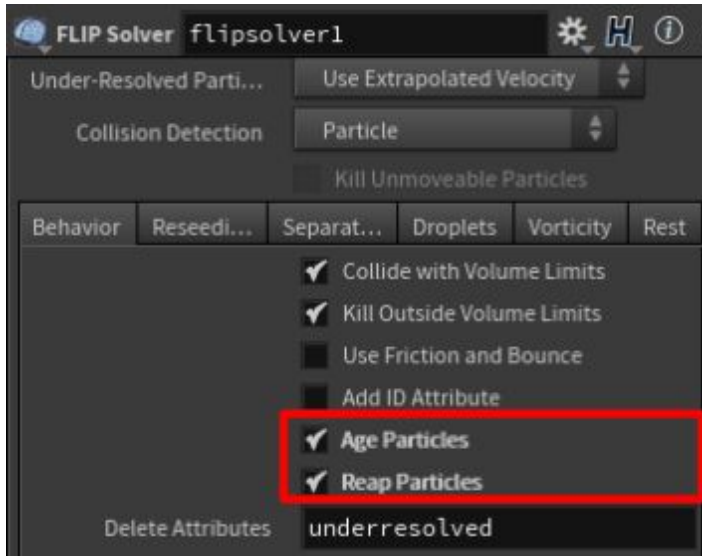 FLIP Solver flipsolver1
Under-Resolved Parti... Use Extrapolated Velocity
Collision Detection Particle
Kill Unmoveable Particles
Behavior Reseedi... Separat... Droplets Vorticity Rest
Collide with Volume Limits
Kill Outside Volume Limits
Use Friction and Bounce
Add ID Attribute
Age Particles
Reap Particles
Delete Attributes underresolved